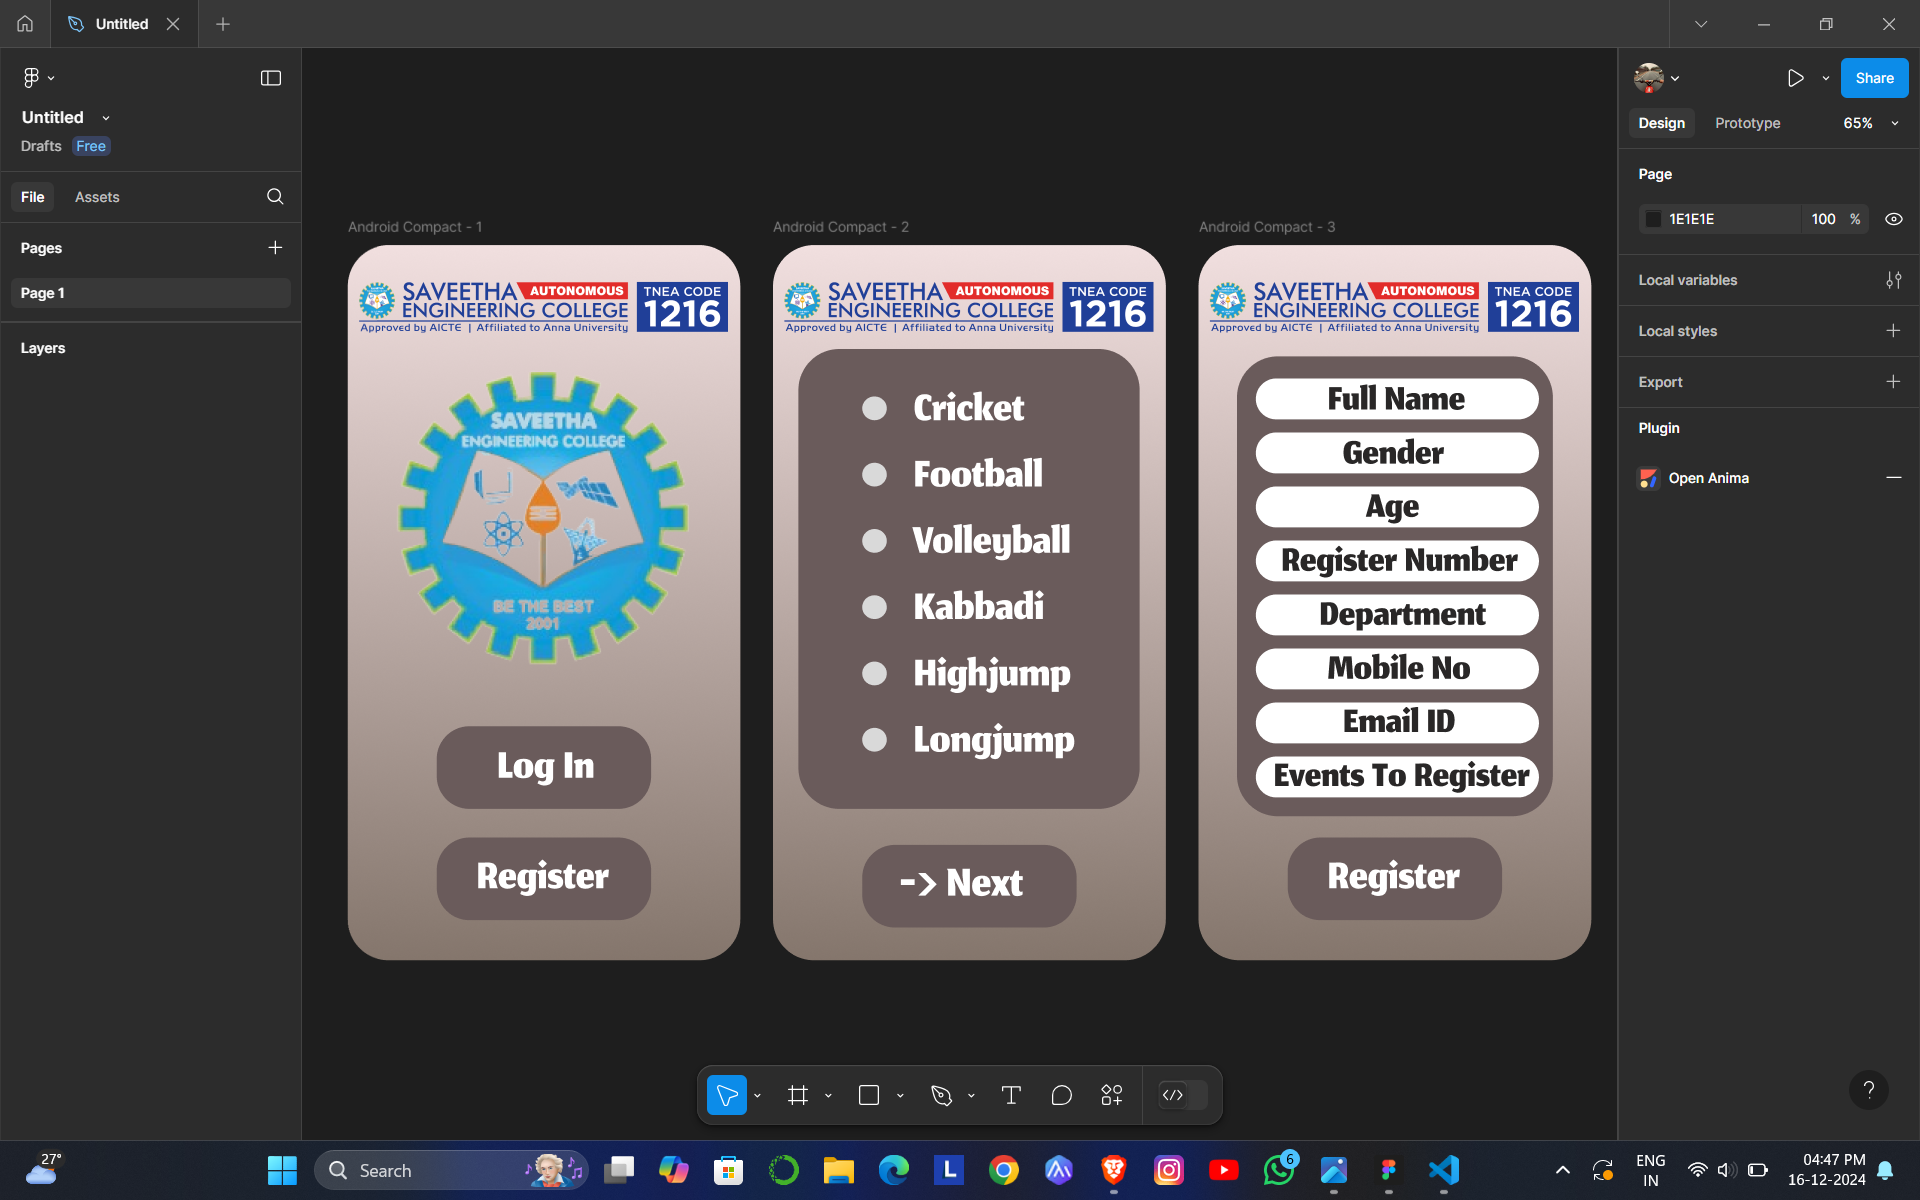 Untitled
Untitled
Drafts Free
File Assets
Pages
Page 1
Layers
Android Compact - 1
SAVEETHA AUTONOMOUS
ENGINEERING COLLEGE
Approved by AICTE | Affiliated to Anna University
TNEA CODE
1216
SAVEETHA
ENGINEERING COLLEGE
BE THE BEST
2001
Log In
Register
Android Compact - 2
SAVEETHA AUTONOMOUS
ENGINEERING COLLEGE
Approved by AICTE | Affiliated to Anna University
TNEA CODE
1216
Cricket
Football
Volleyball
Kabbadi
Highjump
Longjump
-> Next
Android Compact - 3
SAVEETHA AUTONOMOUS
ENGINEERING COLLEGE
Approved by AICTE | Affiliated to Anna University
TNEA CODE
1216
Full Name
Gender
Age
Register Number
Department
Mobile No
Email ID
Events To Register
Register
Share
Design Prototype 65%
Page
1E1E1E 100 %
Local variables
Local styles
Export
Plugin
Open Anima
?
27°
Search
L
6
ENG
IN
04:47 PM
16-12-2024